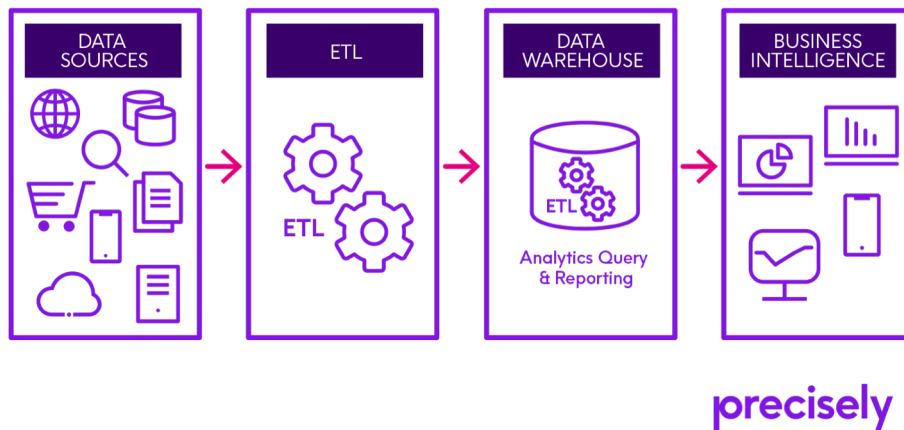 DATA
SOURCES
ETL
ETL
DATA
WAREHOUSE
ETL
Analytics Query
& Reporting
BUSINESS
INTELLIGENCE
precisely